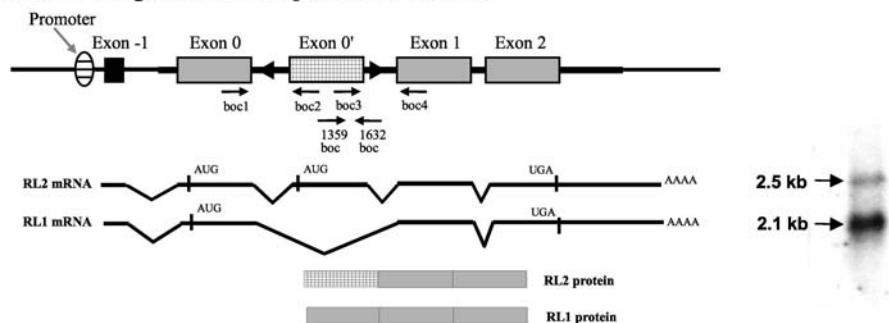 Promoter
Exon -1
Exon 0
Exon 0'
Exon 1
Exon 2
boc1
boc2
boc3
boc4
1359
boc
1632
boc
AUG
AUG
UGA
RL2 mRNA
AAAA
AUG
UGA
RL1 mRNA
AAAA
RL2 protein
RL1 protein
2.5 kb
2.1 kb